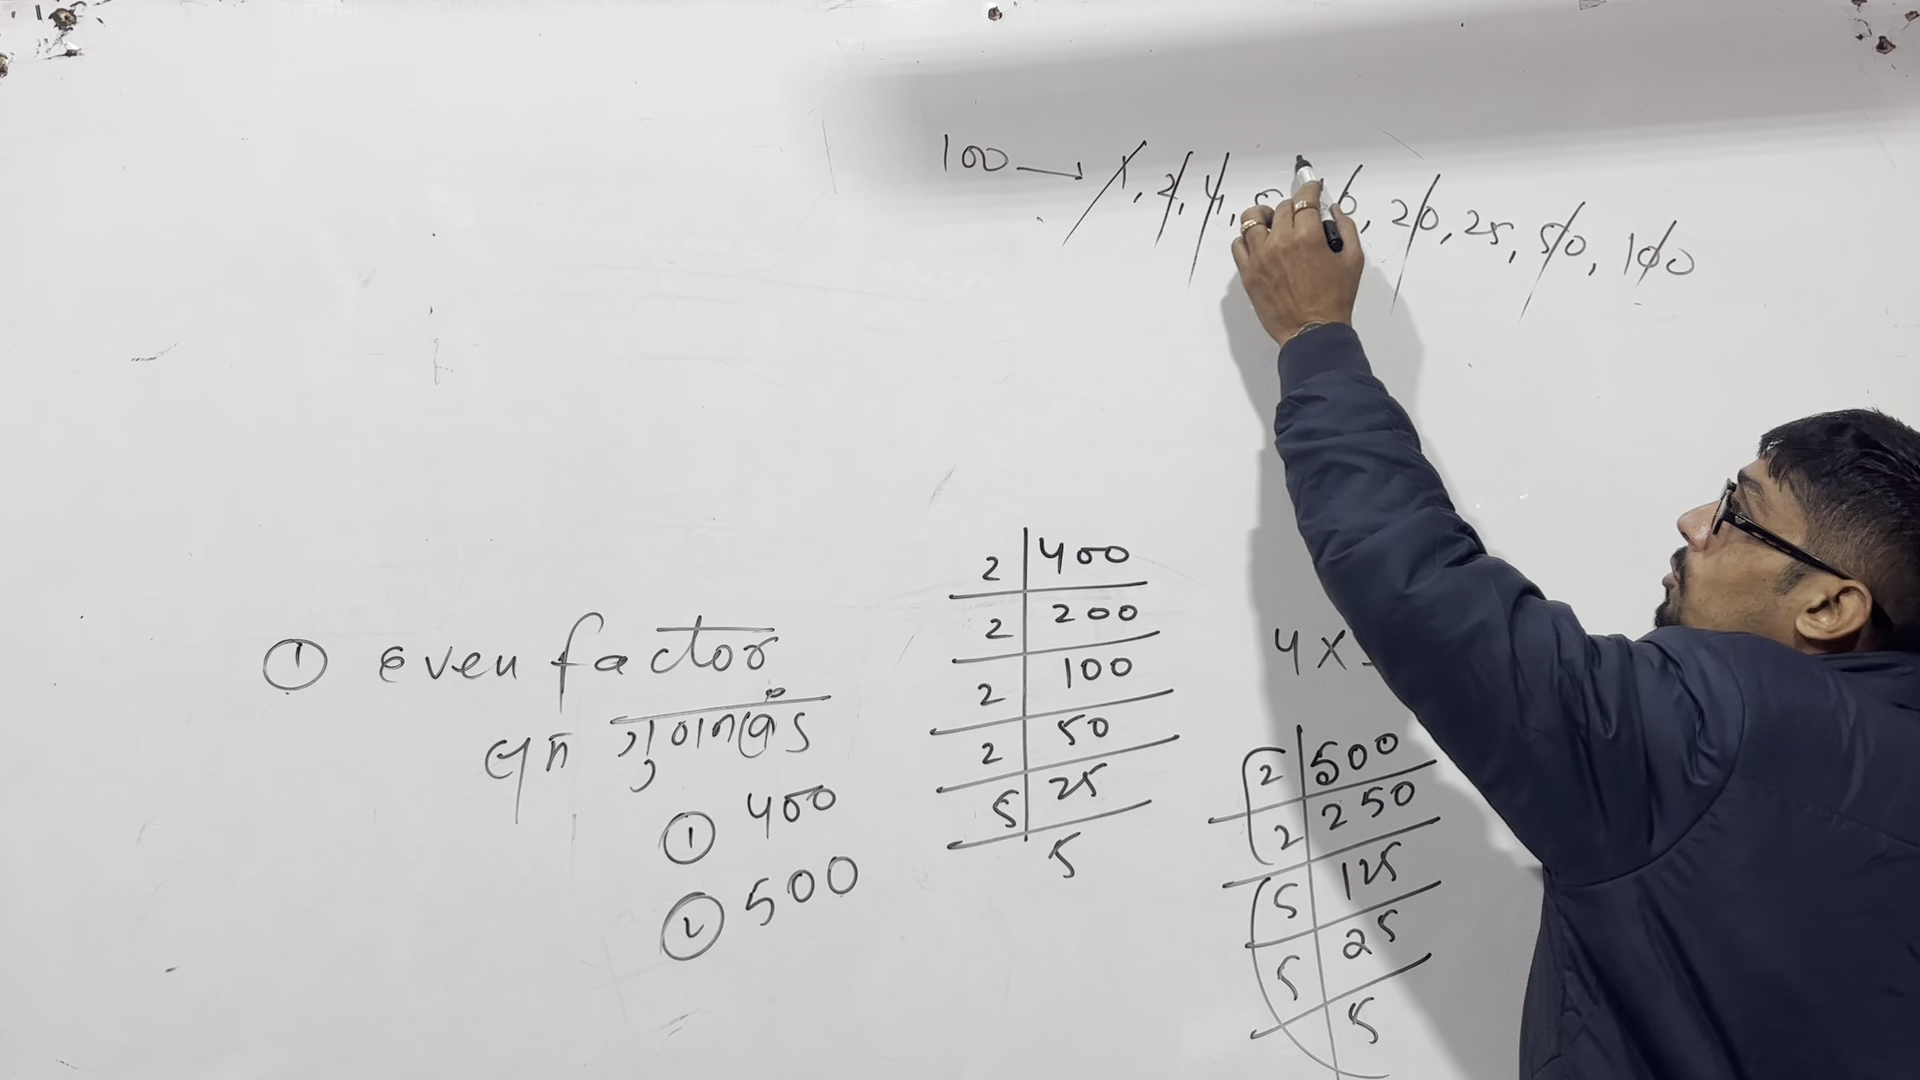 100 → 1, 2, 4, 5, 10, 20, 25, 50, 100
① even factor
गुणनखंड
① 400
② 500
2 | 400
2 | 200
2 | 100
2 | 50
5 | 25
5
4 ×
2 | 500
2 | 250
5 | 125
5 | 25
5